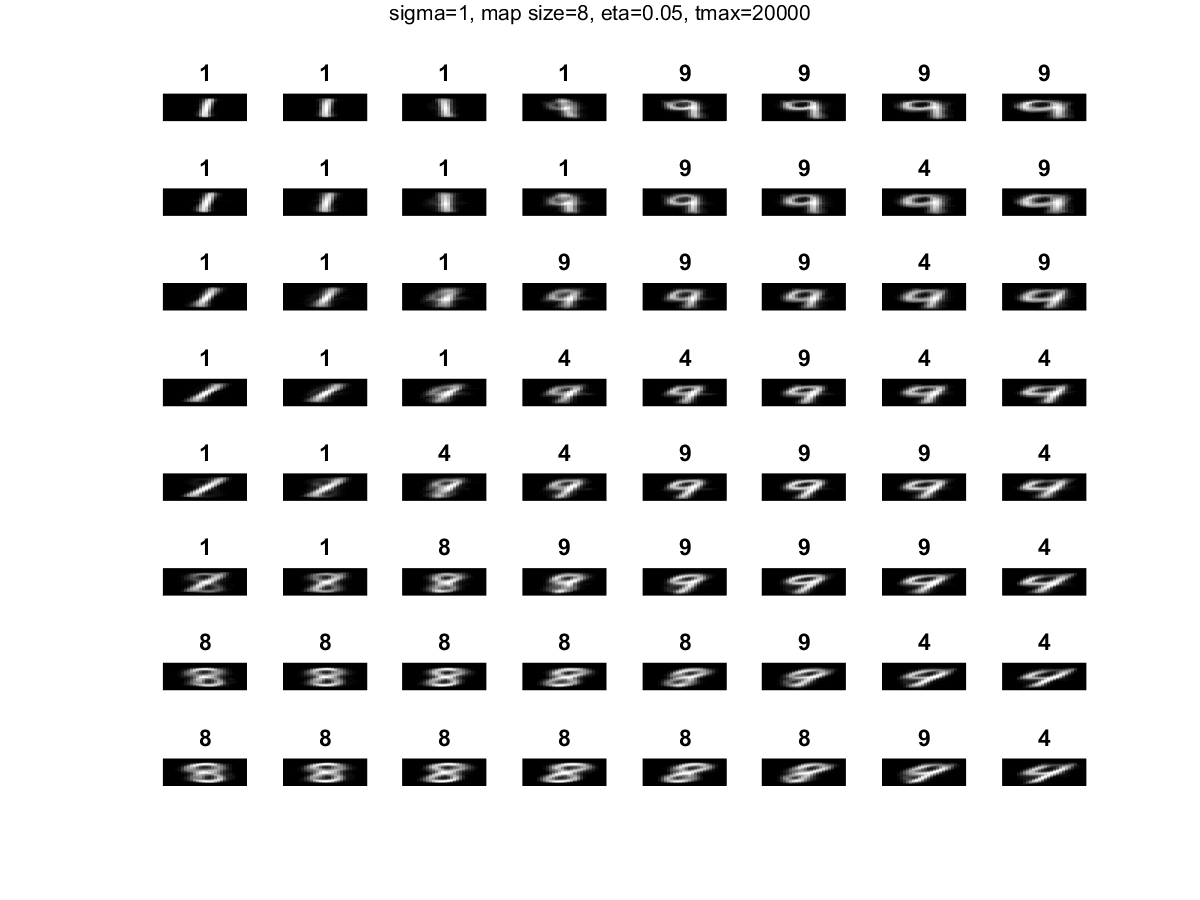 sigma=1, map size=8, eta=0.05, tmax=20000
1 1 1 1 9 9 9 9
1 1 1 1 9 9 4 9
1 1 1 9 9 9 4 9
1 1 1 4 4 9 4 4
1 1 4 4 9 9 9 4
1 1 8 9 9 9 9 4
8 8 8 8 8 9 4 4
8 8 8 8 8 8 9 4